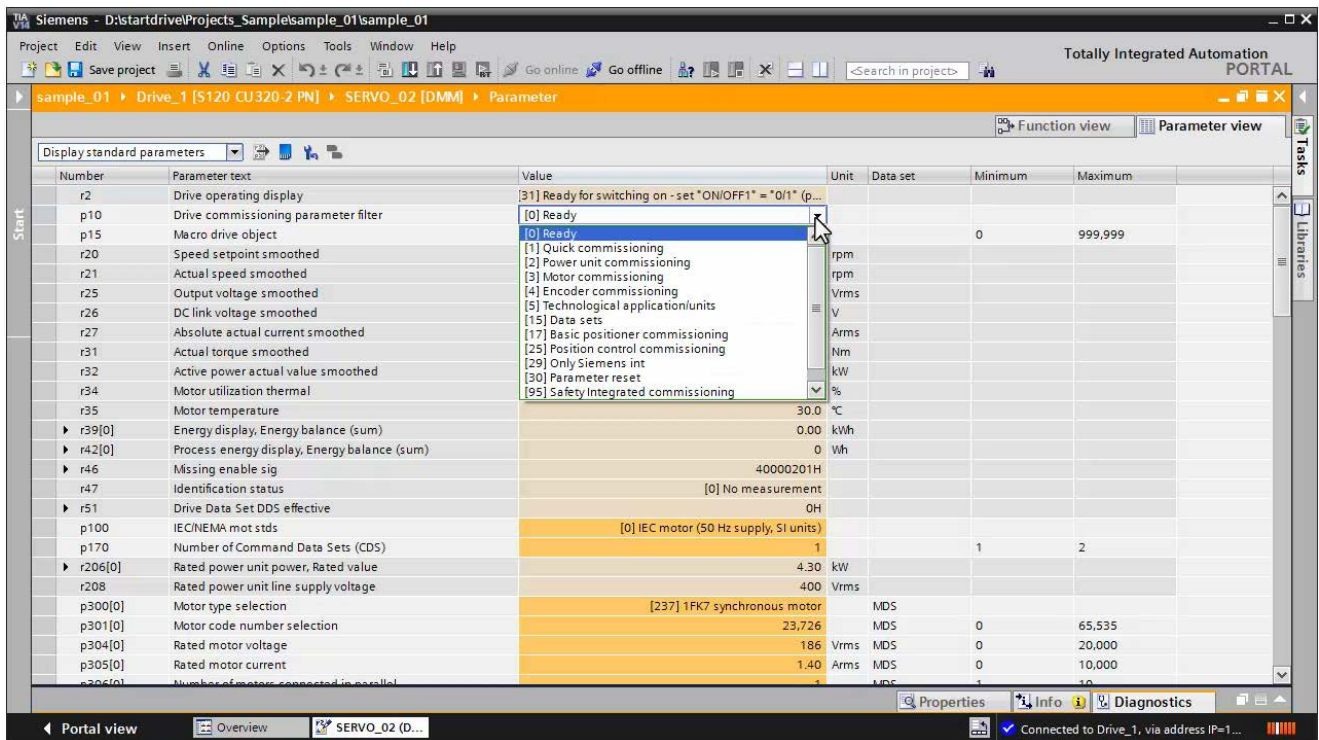 TIA V14 Siemens - D:\startdrive\Projects_Sample\sample_01\sample_01
Project Edit View Insert Online Options Tools Window Help
Totally Integrated Automation
PORTAL
Save project Go online Go offline <Search in project>
sample_01 Drive_1 [S120 CU320-2 PN] SERVO_02 [DMM] Parameter
Function view Parameter view
Display standard parameters
Number Parameter text Value Unit Data set Minimum Maximum
r2 Drive operating display [31] Ready for switching on - set "ON/OFF1" = "0/1" (p...
p10 Drive commissioning parameter filter [0] Ready
p15 Macro drive object [0] Ready 0 999,999
[1] Quick commissioning
r20 Speed setpoint smoothed [2] Power unit commissioning rpm
r21 Actual speed smoothed [3] Motor commissioning rpm
r25 Output voltage smoothed [4] Encoder commissioning Vrms
r26 DC link voltage smoothed [5] Technological application/units V
[15] Data sets
r27 Absolute actual current smoothed [17] Basic positioner commissioning Arms
r31 Actual torque smoothed [25] Position control commissioning Nm
r32 Active power actual value smoothed [29] Only Siemens int kW
[30] Parameter reset
r34 Motor utilization thermal [95] Safety Integrated commissioning %
r35 Motor temperature 30.0 °C
r39[0] Energy display, Energy balance (sum) 0.00 kWh
r42[0] Process energy display, Energy balance (sum) 0 Wh
r46 Missing enable sig 40000201H
r47 Identification status [0] No measurement
r51 Drive Data Set DDS effective 0H
p100 IEC/NEMA mot stds [0] IEC motor (50 Hz supply, SI units)
p170 Number of Command Data Sets (CDS) 1 1 2
r206[0] Rated power unit power, Rated value 4.30 kW
r208 Rated power unit line supply voltage 400 Vrms
p300[0] Motor type selection [237] 1FK7 synchronous motor MDS
p301[0] Motor code number selection 23,726 MDS 0 65,535
p304[0] Rated motor voltage 186 Vrms MDS 0 20,000
p305[0] Rated motor current 1.40 Arms MDS 0 10,000
p306[0] Number of motors connected in parallel 1 MDS 1 10
Start
Tasks
Libraries
Properties Info Diagnostics
Portal view Overview SERVO_02 (D... Connected to Drive_1, via address IP=1...